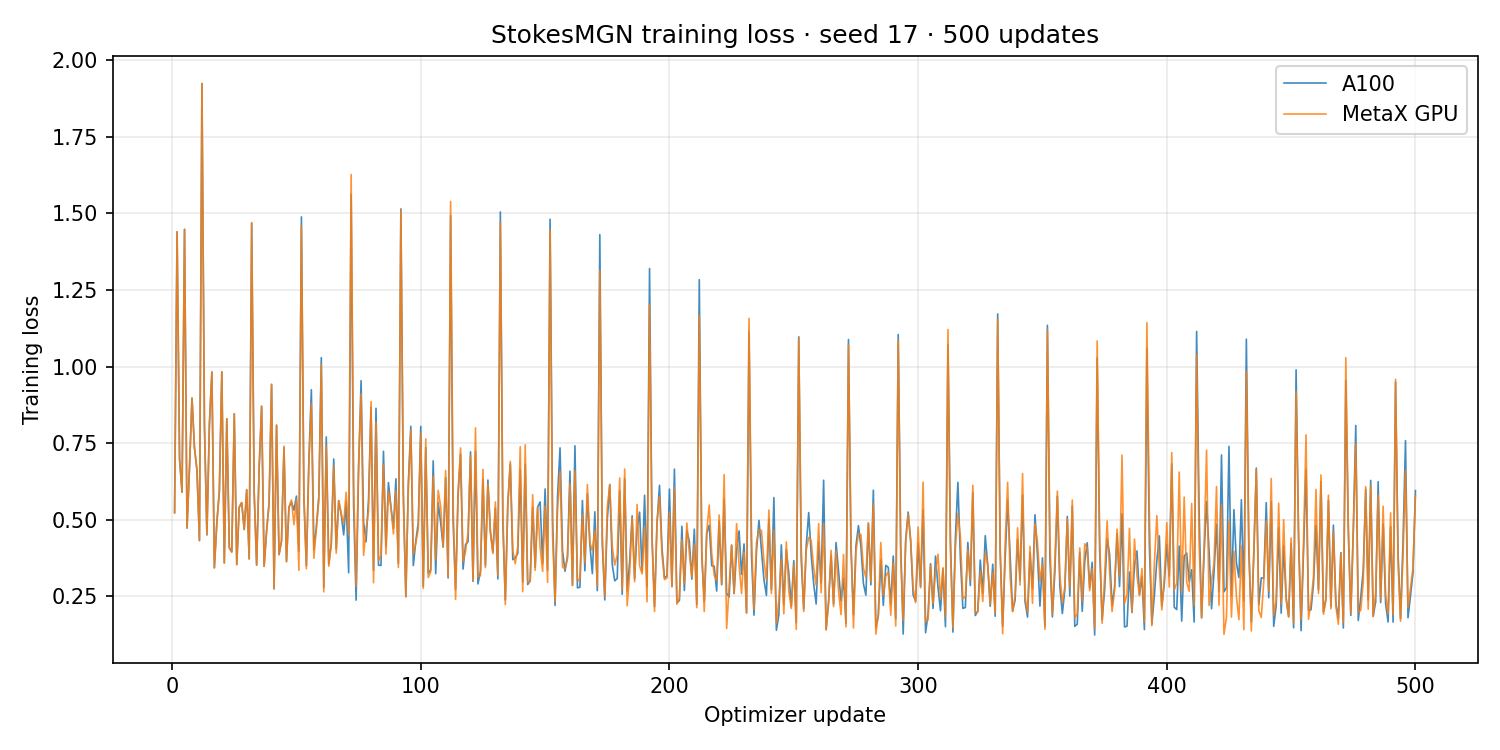 StokesMGN training loss · seed 17 · 500 updates
A100
MetaX GPU
Training loss
2.00
1.75
1.50
1.25
1.00
0.75
0.50
0.25
0
100
200
300
400
500
Optimizer update